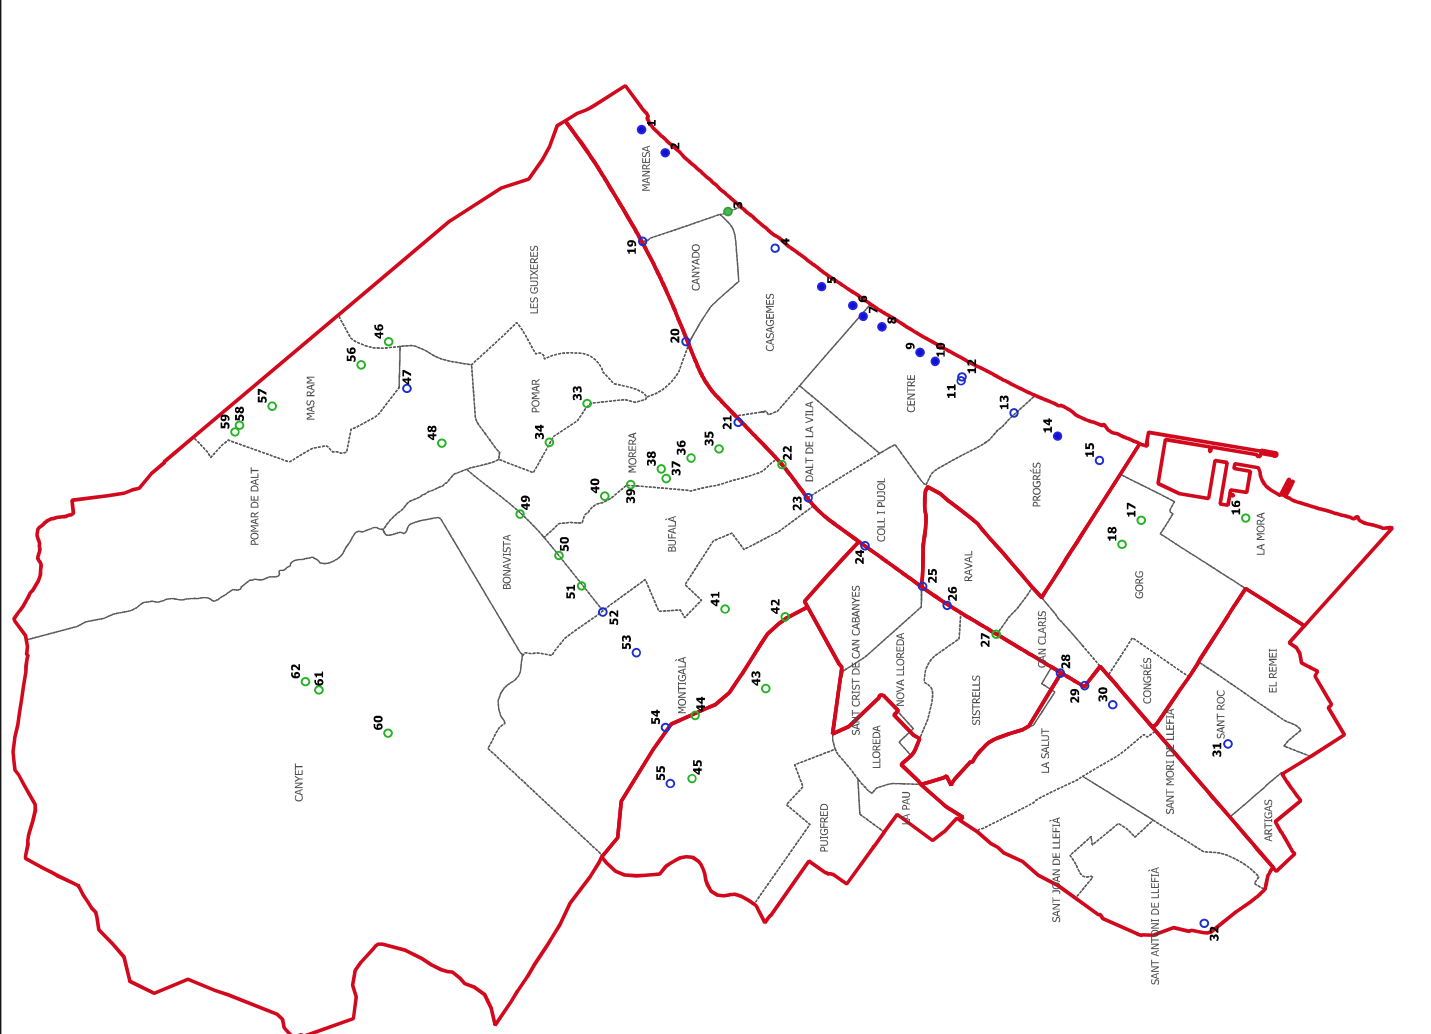 1
MANRESA
2
3
19
4
CANYADO
LES GUIXERES
5
6
7
8
CASAGEMES
20
46
56
47
57
MAS RAM
59
58
POMAR
33
34
48
9
10
12
11
CENTRE
13
14
15
21
22
23
DALT DE LA VILA
35
36
37
38
39
40
MORERA
POMAR DE DALT
49
50
51
52
53
BONAVISTA
BUFALÀ
COLL I PUJOL
PROGRÉS
16
LA MORA
17
18
GORG
24
25
26
27
RAVAL
41
42
43
44
MONTIGALÀ
54
55
45
62
61
60
CANYET
SANT CRIST DE CAN CABANYES
NOVA LLOREDA
SISTRELLS
CAN CLARIS
28
29
30
CONGRÉS
EL REMEI
SANT ROC
31
LLOREDA
LA SALUT
SANT MORI DE LLEFIÀ
LA PAU
PUIGFRED
ARTIGAS
SANT JOAN DE LLEFIÀ
SANT ANTONI DE LLEFIÀ
32